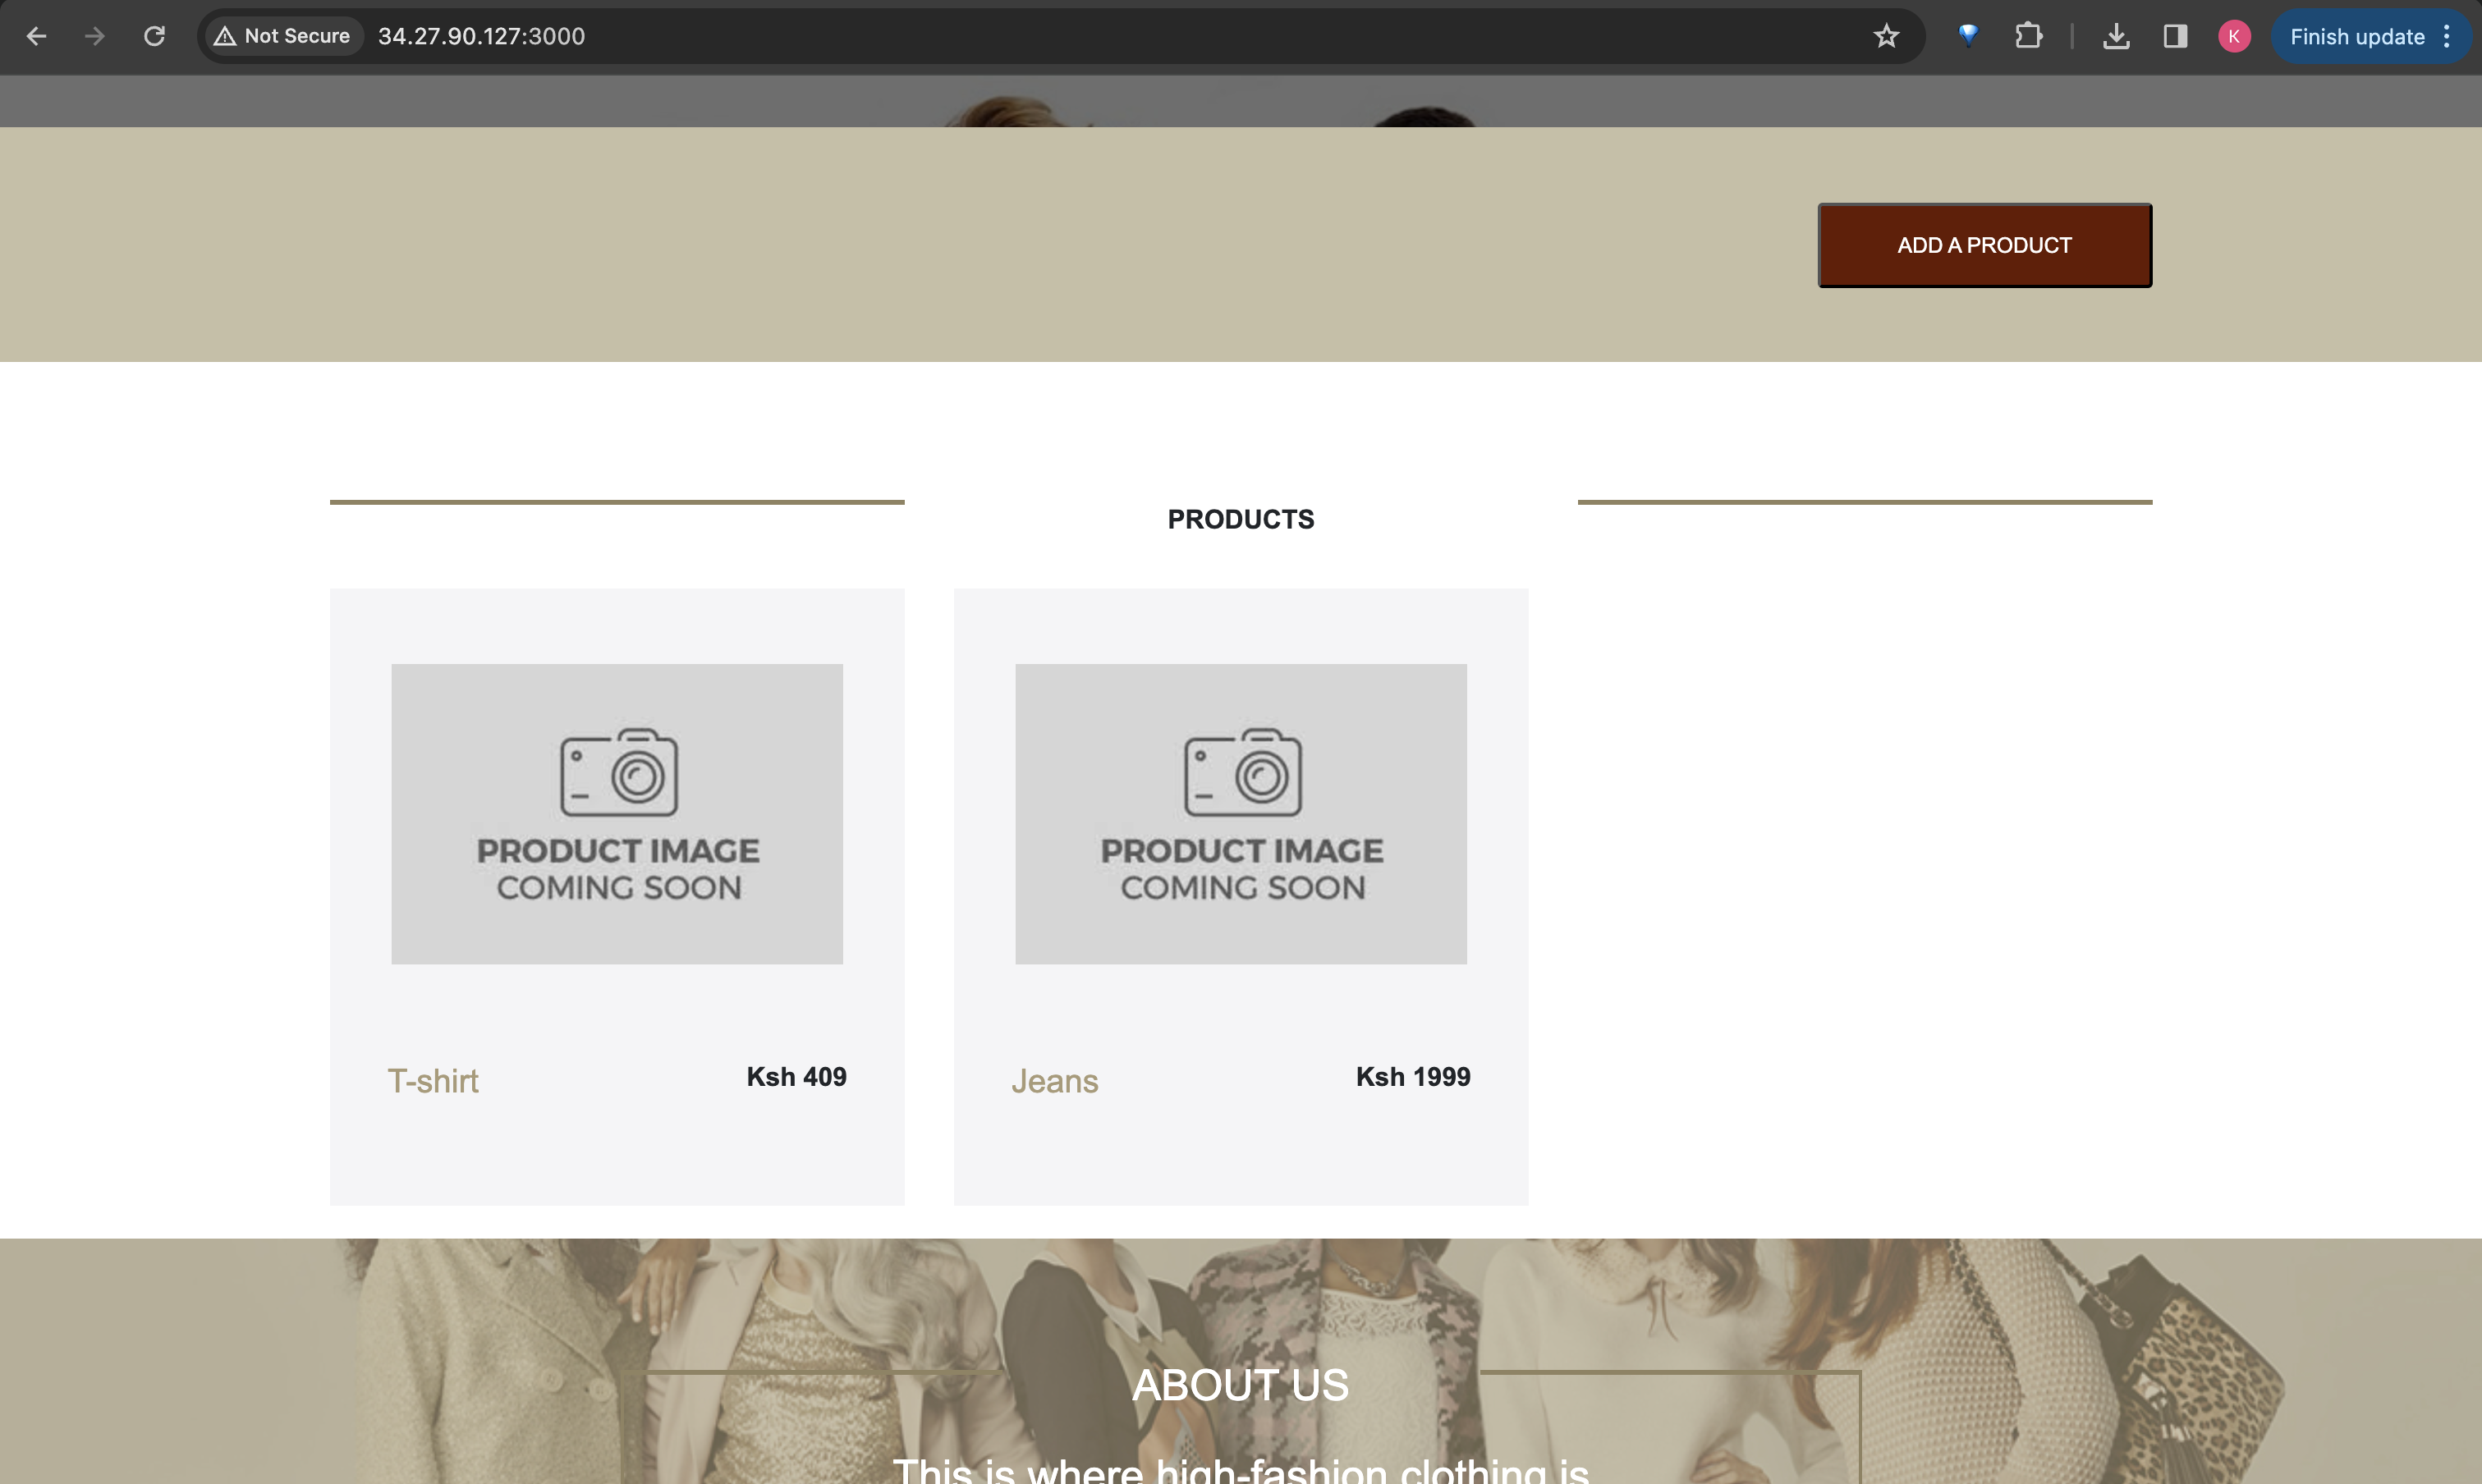 Not Secure 34.27.90.127:3000 K Finish update
ADD A PRODUCT
PRODUCTS
PRODUCT IMAGE PRODUCT IMAGE
COMING SOON COMING SOON
T-shirt Ksh 409 Jeans Ksh 1999
ABOUT US
This is where high-fashion clothing is